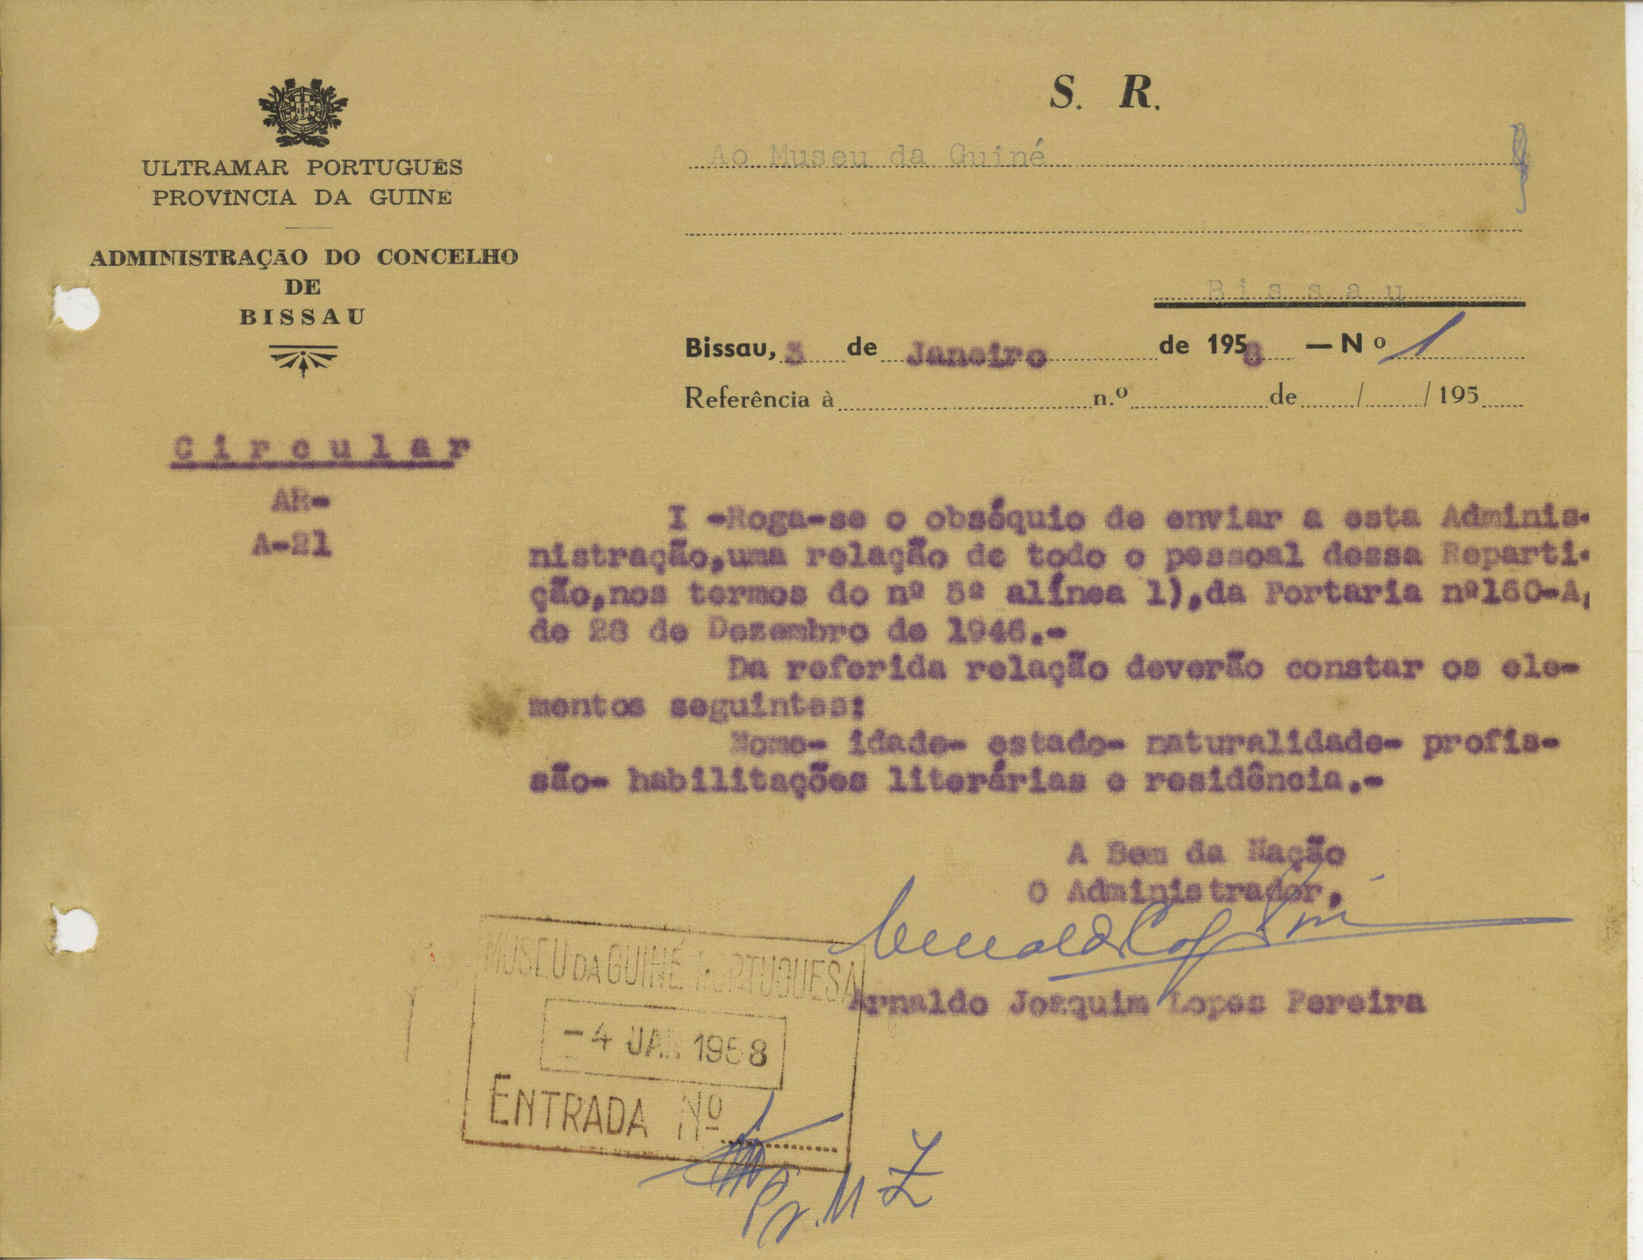 S. R.
Ao Museu da Guiné
ULTRAMAR PORTUGUÊS
PROVÍNCIA DA GUINÉ
ADMINISTRAÇÃO DO CONCELHO
DE
BISSAU
Bissau
Bissau, 3 de Janeiro de 1958 — Nº 1
Referência à n.º de / / 195
Circular
AR-
A-21
I -Roga-se o obséquio de enviar a esta Adminis-
nistração,uma relação de todo o pessoal dessa Reparti-
ção,nos termos do nº 5º alínea l),da Portaria nº160-A,
de 28 de Dezembro de 1946.-
Da referida relação deverão constar os ele-
mentos seguintes:
Nome- idade- estado- naturalidade- profis-
são- habilitações literárias e residência.-
A Bem da Nação
O Administrador,
Arnaldo Joaquim Lopes Pereira
MUSEU DA GUINÉ PORTUGUESA
-4 JAN 1958
ENTRADA Nº